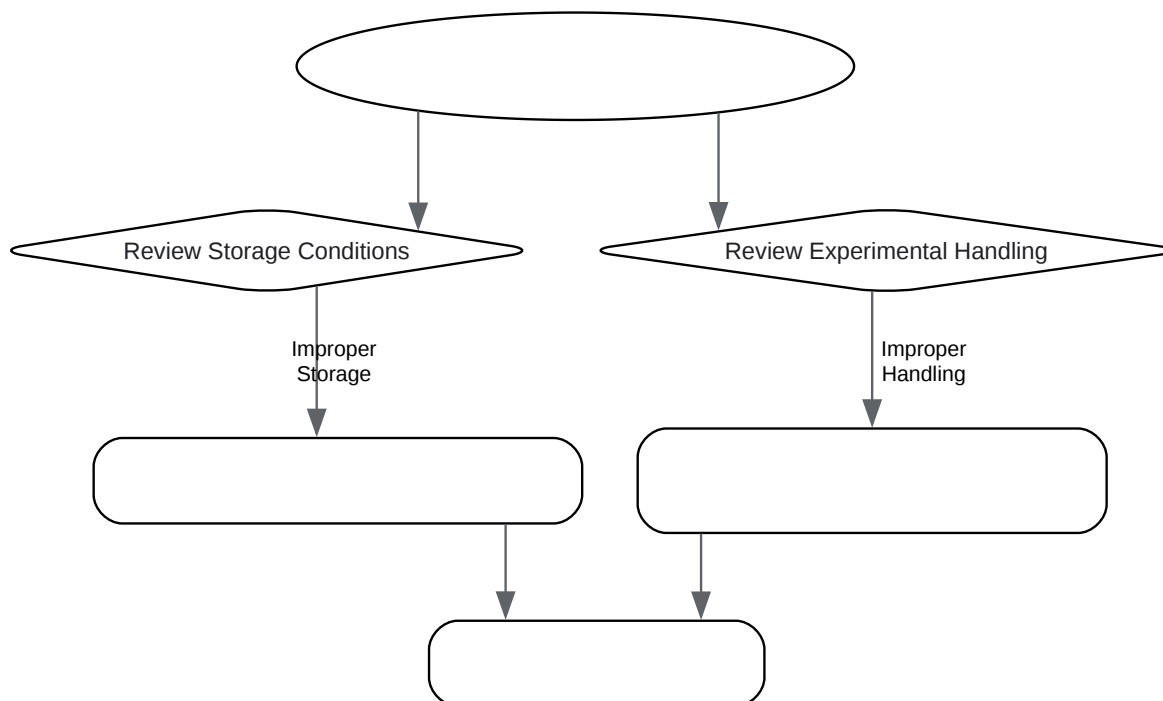 Review Storage Conditions
Review Experimental Handling
Improper
Storage
Improper
Handling